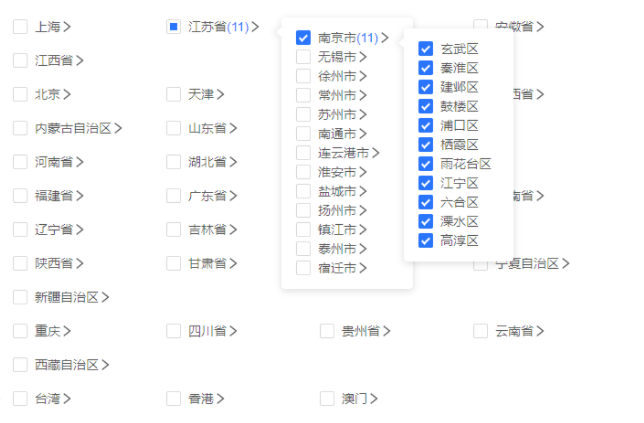 上海
江苏省(11)
安徽省
江西省
北京
天津
西省
内蒙古自治区
山东省
河南省
湖北省
福建省
广东省
南省
辽宁省
吉林省
陕西省
甘肃省
宁夏自治区
新疆自治区
重庆
四川省
贵州省
云南省
西藏自治区
台湾
香港
澳门
南京市(11)
无锡市
徐州市
常州市
苏州市
南通市
连云港市
淮安市
盐城市
扬州市
镇江市
泰州市
宿迁市
玄武区
秦淮区
建邺区
鼓楼区
浦口区
栖霞区
雨花台区
江宁区
六合区
溧水区
高淳区